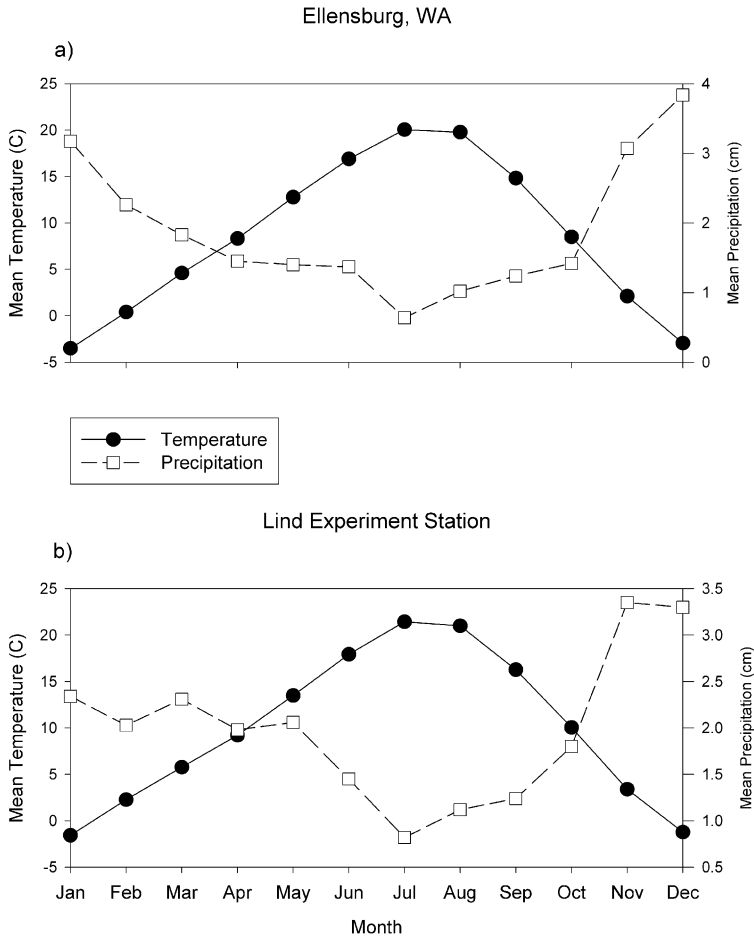 Ellensburg, WA
a)
Mean Temperature (C)
25
20
15
10
5
0
-5
4
3
2
1
0
Mean Precipitation (cm)
Temperature
Precipitation
Lind Experiment Station
b)
Mean Temperature (C)
25
20
15
10
5
0
-5
3.5
3.0
2.5
2.0
1.5
1.0
0.5
Mean Precipitation (cm)
Jan Feb Mar Apr May Jun Jul Aug Sep Oct Nov Dec
Month